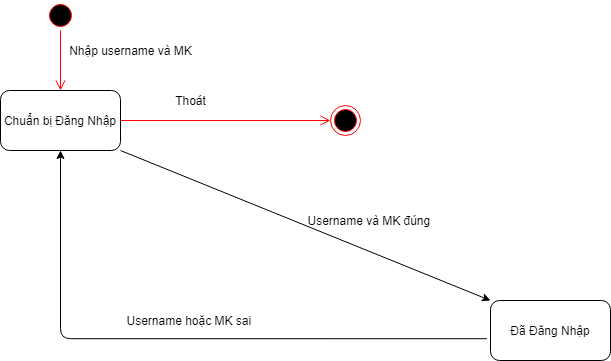 Nhập username và MK
Thoát
Chuẩn bị Đăng Nhập
Username và MK đúng
Username hoặc MK sai
Đã Đăng Nhập